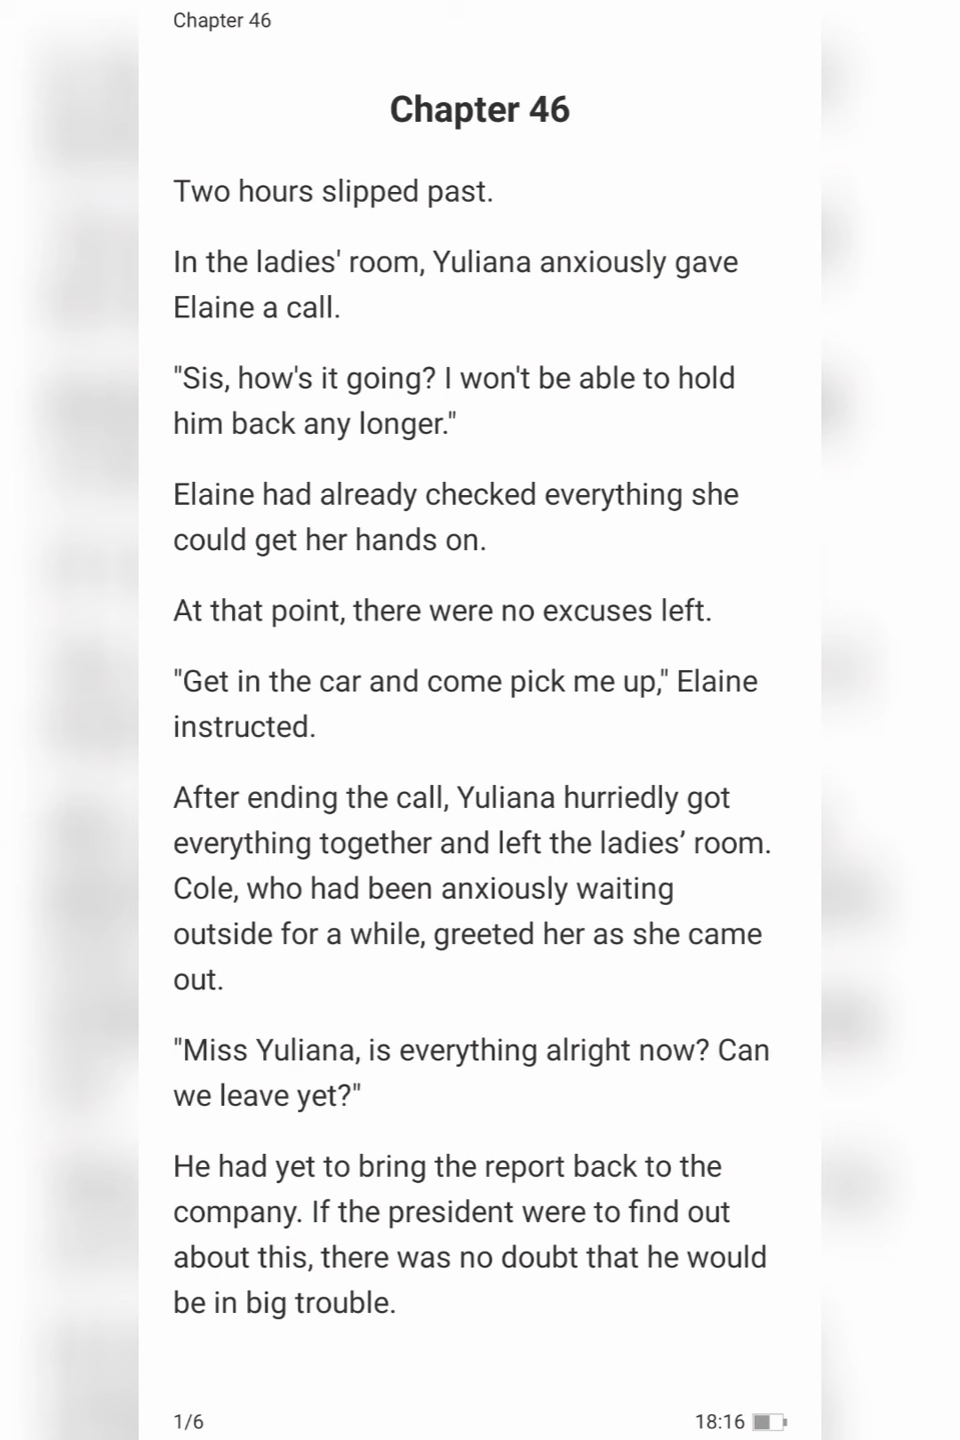 Chapter 46
Chapter 46
Two hours slipped past.
In the ladies' room, Yuliana anxiously gave
Elaine a call.
"Sis, how's it going? I won't be able to hold
him back any longer."
Elaine had already checked everything she
could get her hands on.
At that point, there were no excuses left.
"Get in the car and come pick me up," Elaine
instructed.
After ending the call, Yuliana hurriedly got
everything together and left the ladies’ room.
Cole, who had been anxiously waiting
outside for a while, greeted her as she came
out.
"Miss Yuliana, is everything alright now? Can
we leave yet?"
He had yet to bring the report back to the
company. If the president were to find out
about this, there was no doubt that he would
be in big trouble.
1/6
18:16